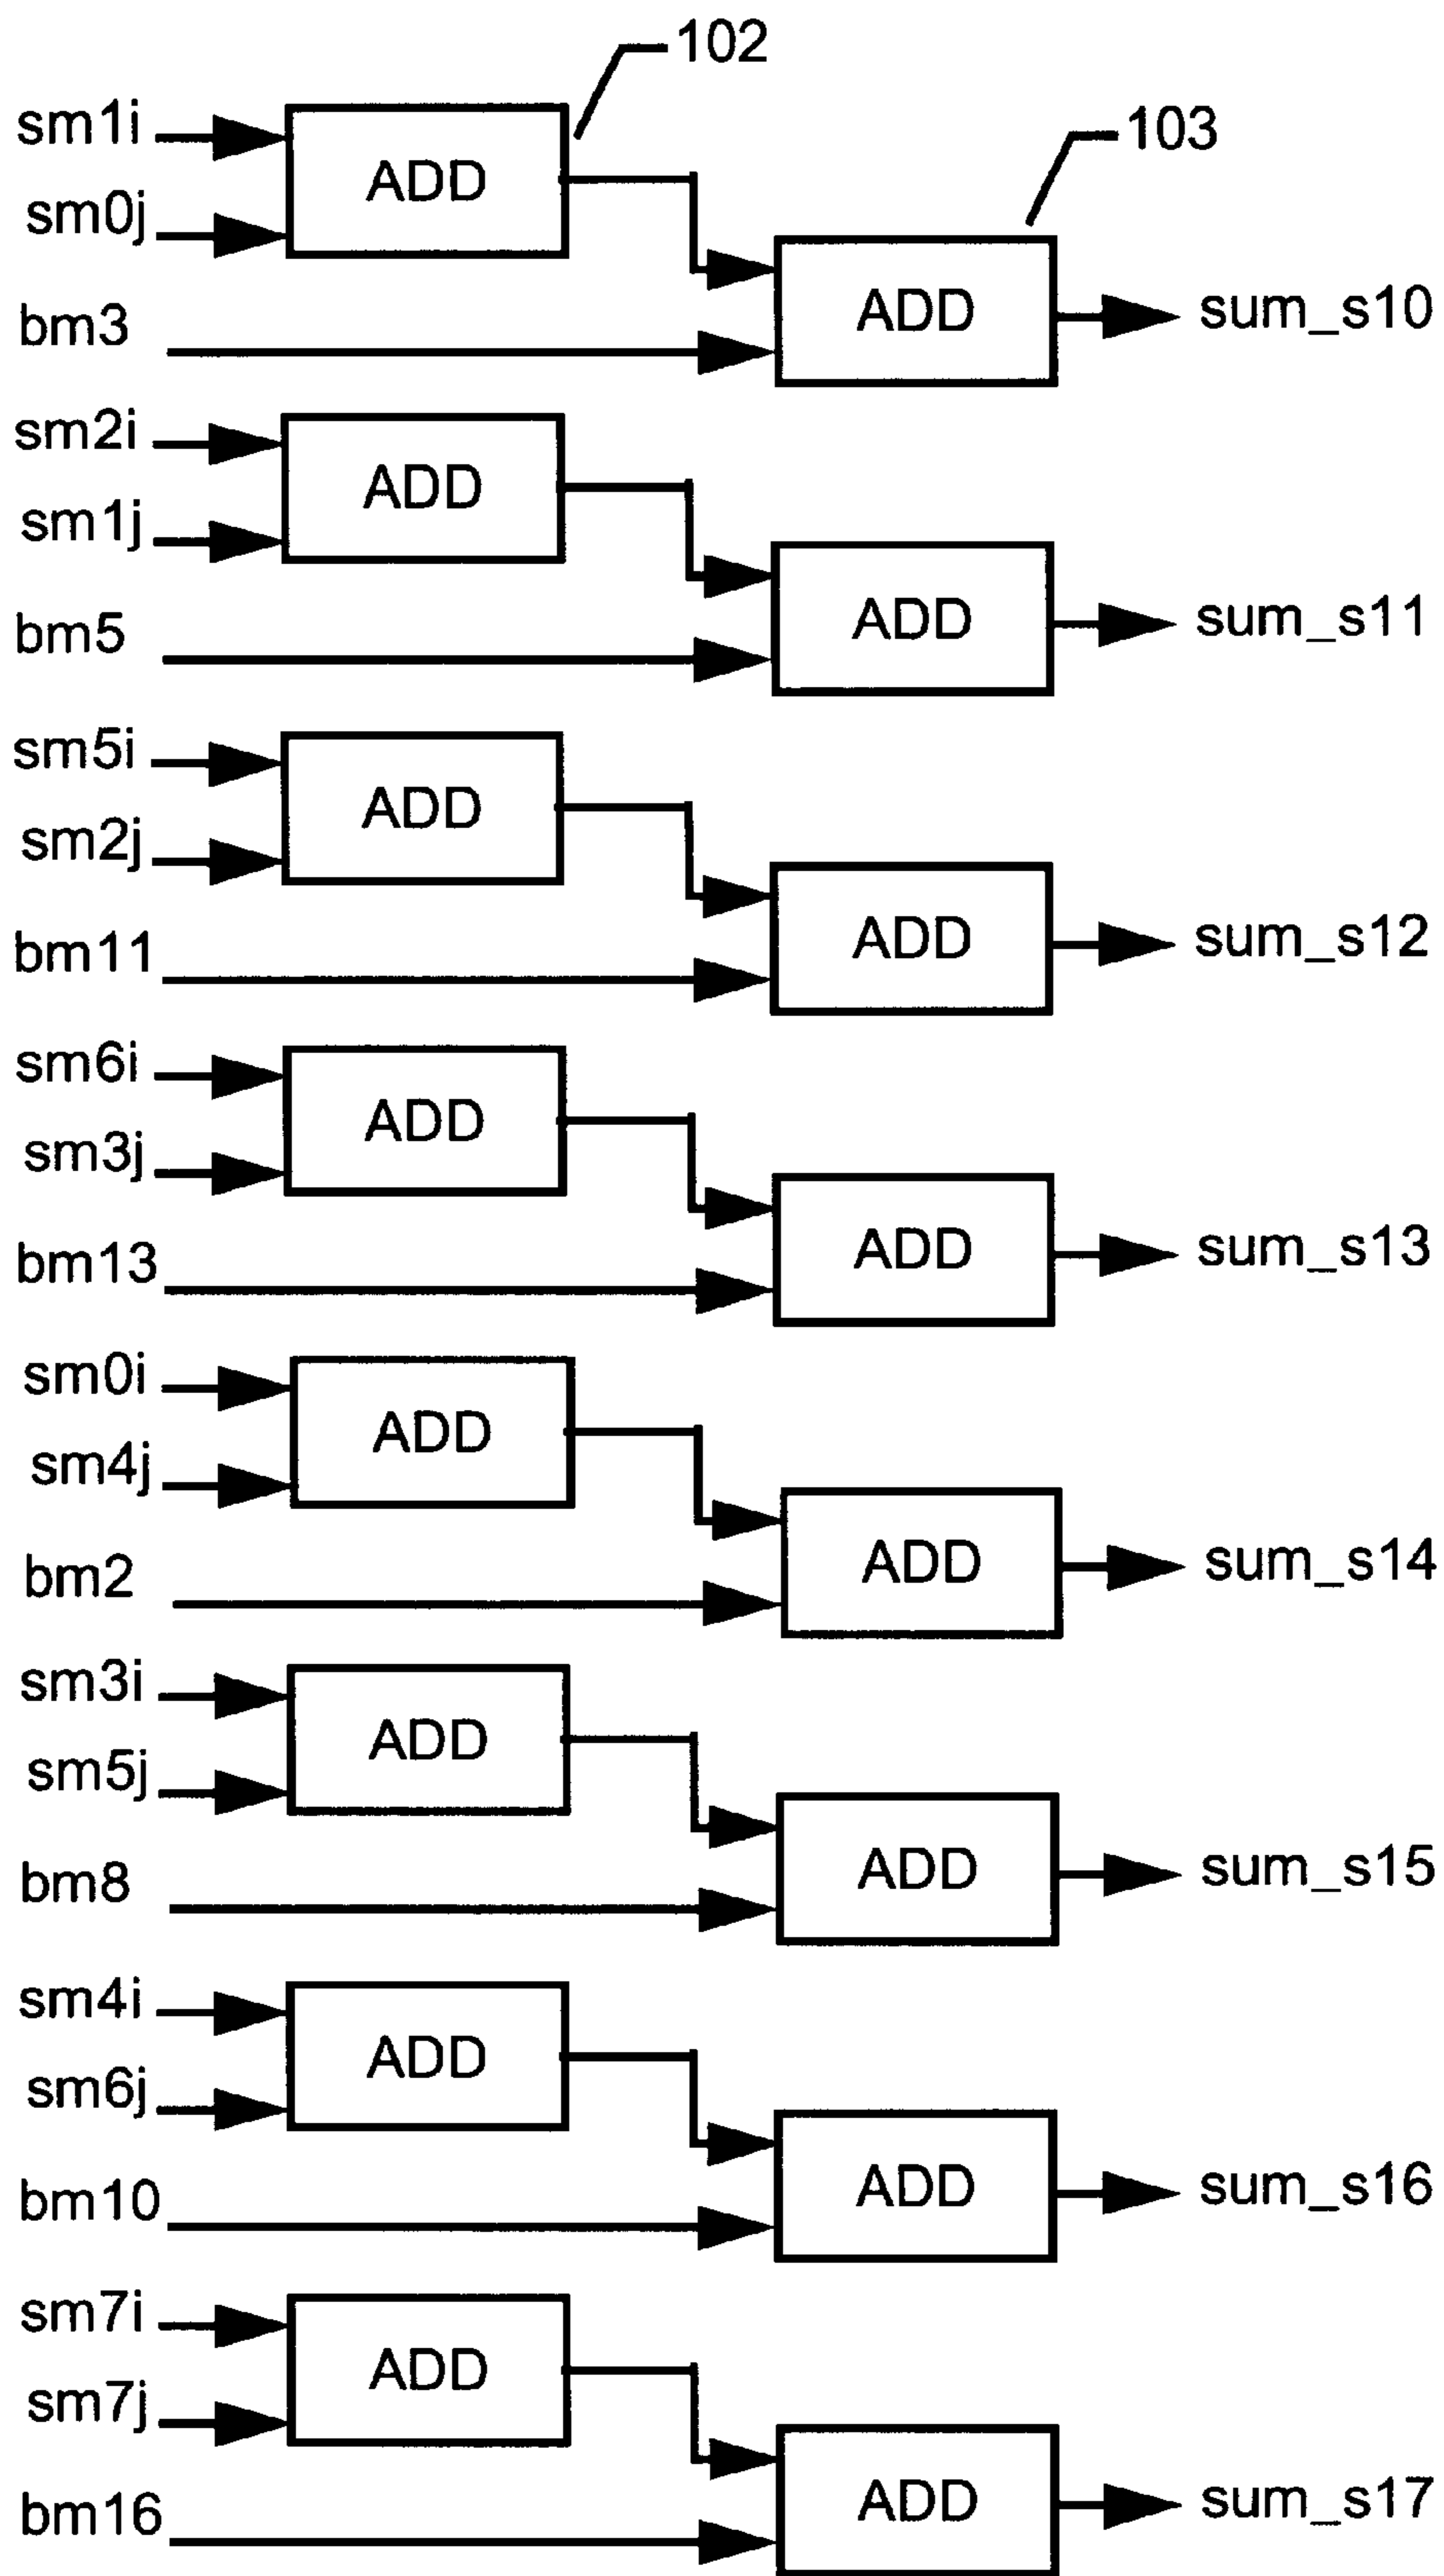 102
sm1i
ADD
103
sm0j
bm3
ADD
sum_s10
sm2i
ADD
sm1j
bm5
ADD
sum_s11
sm5i
ADD
sm2j
bm11
ADD
sum_s12
sm6i
ADD
sm3j
bm13
ADD
sum_s13
sm0i
ADD
sm4j
bm2
ADD
sum_s14
sm3i
ADD
sm5j
bm8
ADD
sum_s15
sm4i
ADD
sm6j
bm10
ADD
sum_s16
sm7i
ADD
sm7j
bm16
ADD
sum_s17